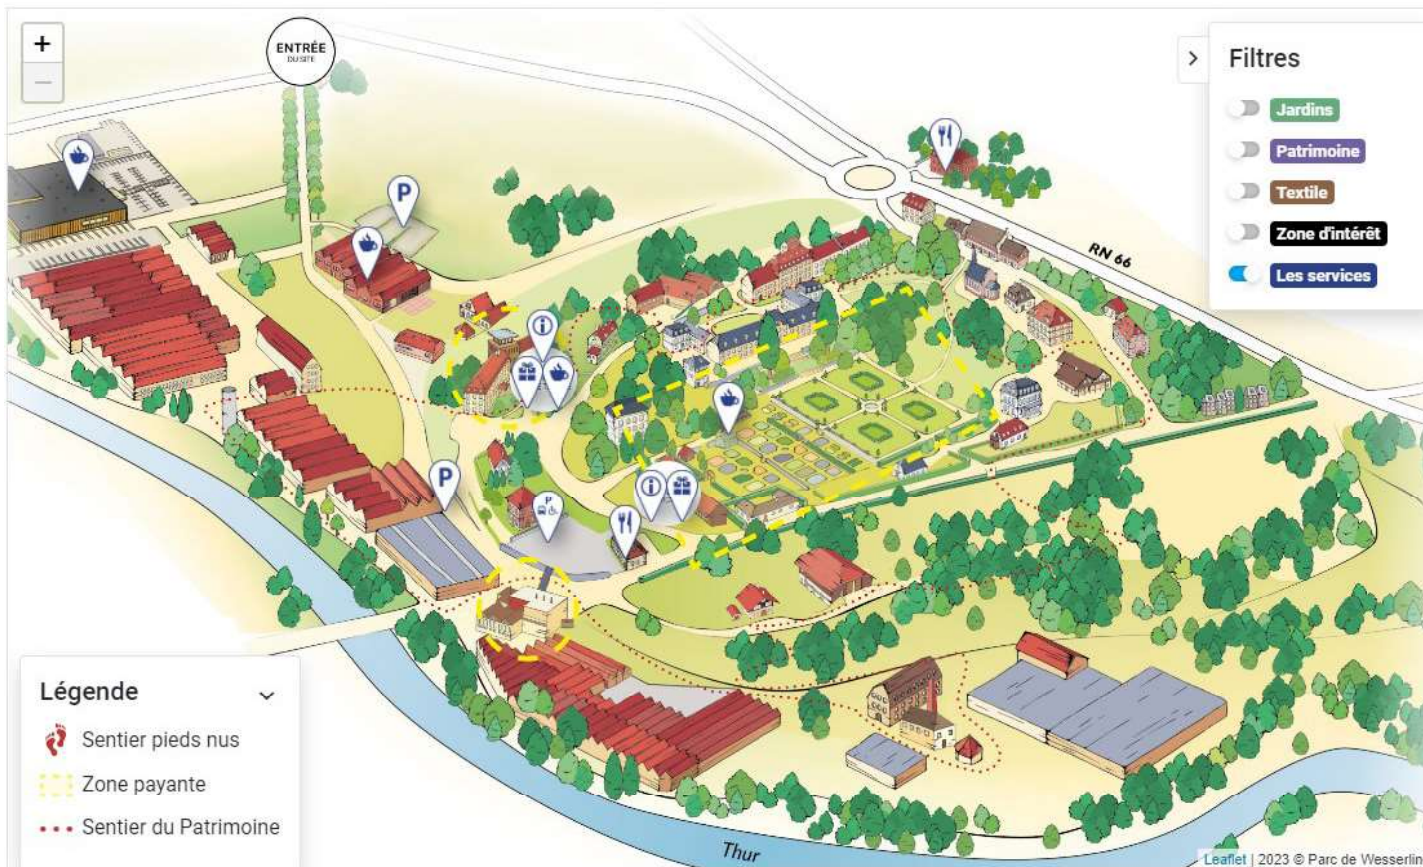 +
−
ENTRÉE
DU SITE
Filtres
Jardins
Patrimoine
Textile
Zone d'intérêt
Les services
RN 66
P
i
P
i
P
Légende
Sentier pieds nus
Zone payante
Sentier du Patrimoine
Thur
Leaflet | 2023 © Parc de Wesserlin